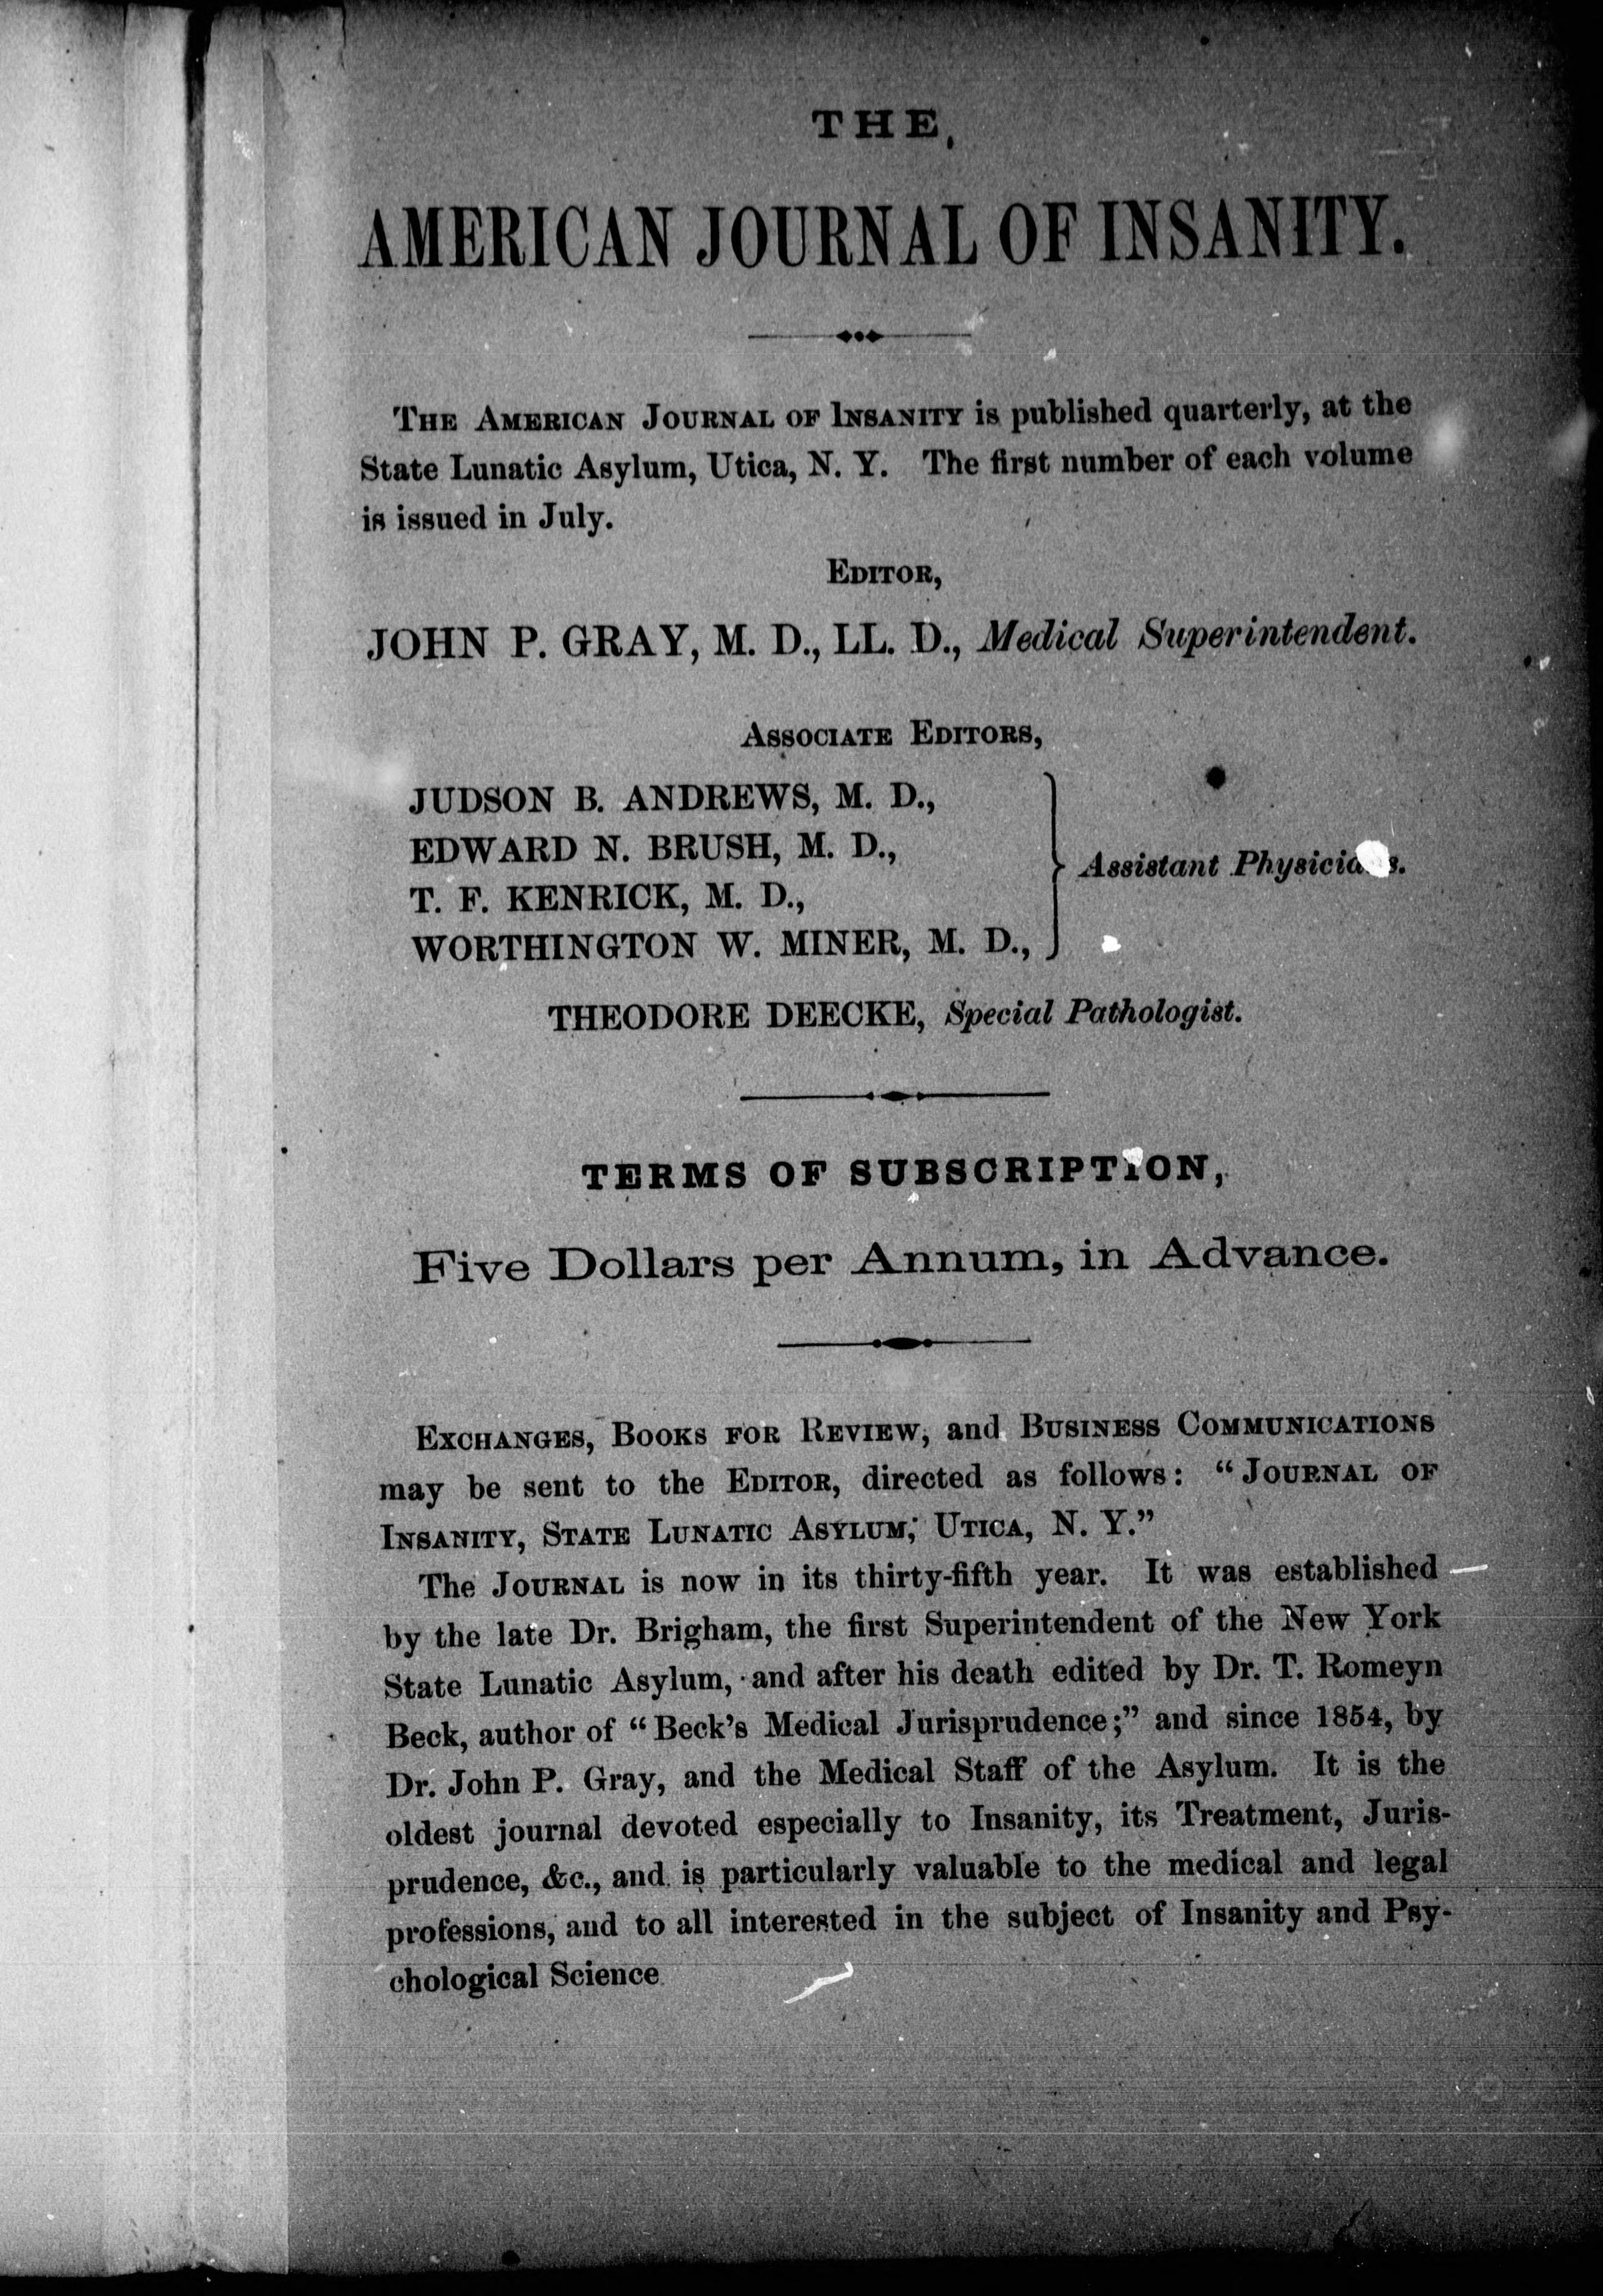 THE
AMERICAN JOURNAL OF INSANITY.
THE AMERICAN JOURNAL OF INSANITY is published quarterly, at the
State Lunatic Asylum, Utica, N. Y. The first number of each volume
is issued in July.
EDITOR,
JOHN P. GRAY, M. D., LL. D., Medical Superintendent.
ASSOCIATE EDITORS,
JUDSON B. ANDREWS, M. D.,
EDWARD N. BRUSH, M. D.,
T. F. KENRICK, M. D.,
WORTHINGTON W. MINER, M. D.,
Assistant Physicians.
THEODORE DEECKE, Special Pathologist.
TERMS OF SUBSCRIPTION,
Five Dollars per Annum, in Advance.
EXCHANGES, BOOKS FOR REVIEW, and BUSINESS COMMUNICATIONS
may be sent to the EDITOR, directed as follows: "JOURNAL OF
INSANITY, STATE LUNATIC ASYLUM, UTICA, N. Y."
The JOURNAL is now in its thirty-fifth year. It was established
by the late Dr. Brigham, the first Superintendent of the New York
State Lunatic Asylum, and after his death edited by Dr. T. Romeyn
Beck, author of "Beck's Medical Jurisprudence;" and since 1854, by
Dr. John P. Gray, and the Medical Staff of the Asylum. It is the
oldest journal devoted especially to Insanity, its Treatment, Juris-
prudence, &c., and is particularly valuable to the medical and legal
professions, and to all interested in the subject of Insanity and Psy-
chological Science